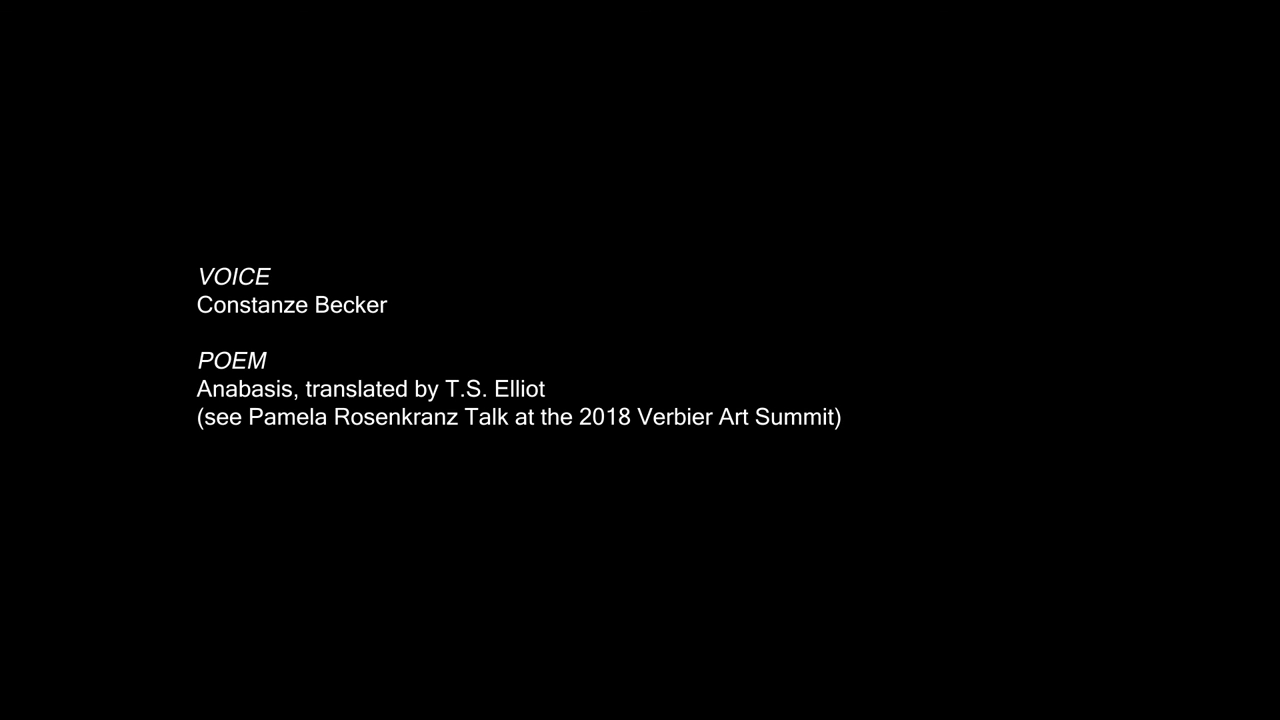 VOICE
Constanze Becker
POEM
Anabasis, translated by T.S. Elliot
(see Pamela Rosenkranz Talk at the 2018 Verbier Art Summit)